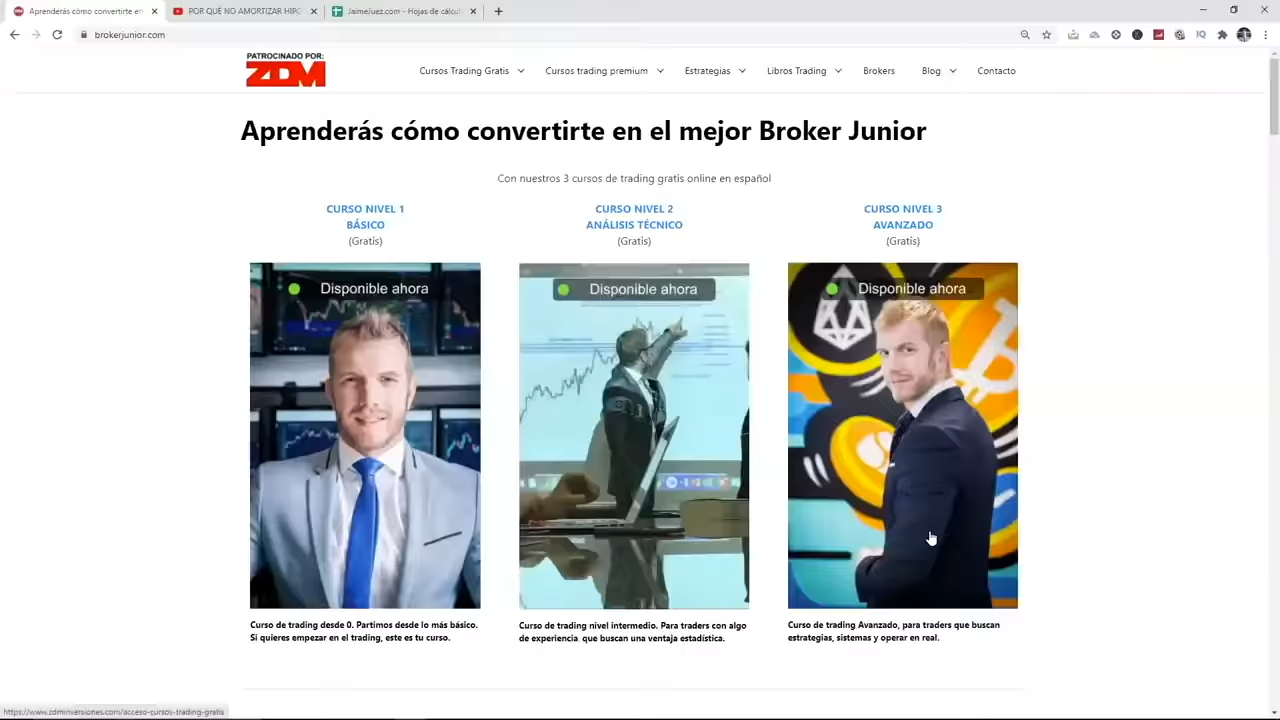 Aprenderás cómo convertirte en
POR QUÉ NO AMORTIZAR HIPO
JaimeJuez.com - Hojas de cálcul
brokerjunior.com
PATROCINADO POR:
ZDM
Cursos Trading Gratis
Cursos trading premium
Estrategias
Libros Trading
Brokers
Blog
Contacto
Aprenderás cómo convertirte en el mejor Broker Junior
Con nuestros 3 cursos de trading gratis online en español
CURSO NIVEL 1
BÁSICO
(Gratis)
Disponible ahora
Curso de trading desde 0. Partimos desde lo más básico.
Si quieres empezar en el trading, este es tu curso.
CURSO NIVEL 2
ANÁLISIS TÉCNICO
(Gratis)
Disponible ahora
Curso de trading nivel intermedio. Para traders con algo
de experiencia que buscan una ventaja estadística.
CURSO NIVEL 3
AVANZADO
(Gratis)
Disponible ahora
Curso de trading Avanzado, para traders que buscan
estrategias, sistemas y operar en real.
https://www.zdminversiones.com/acceso-cursos-trading-gratis